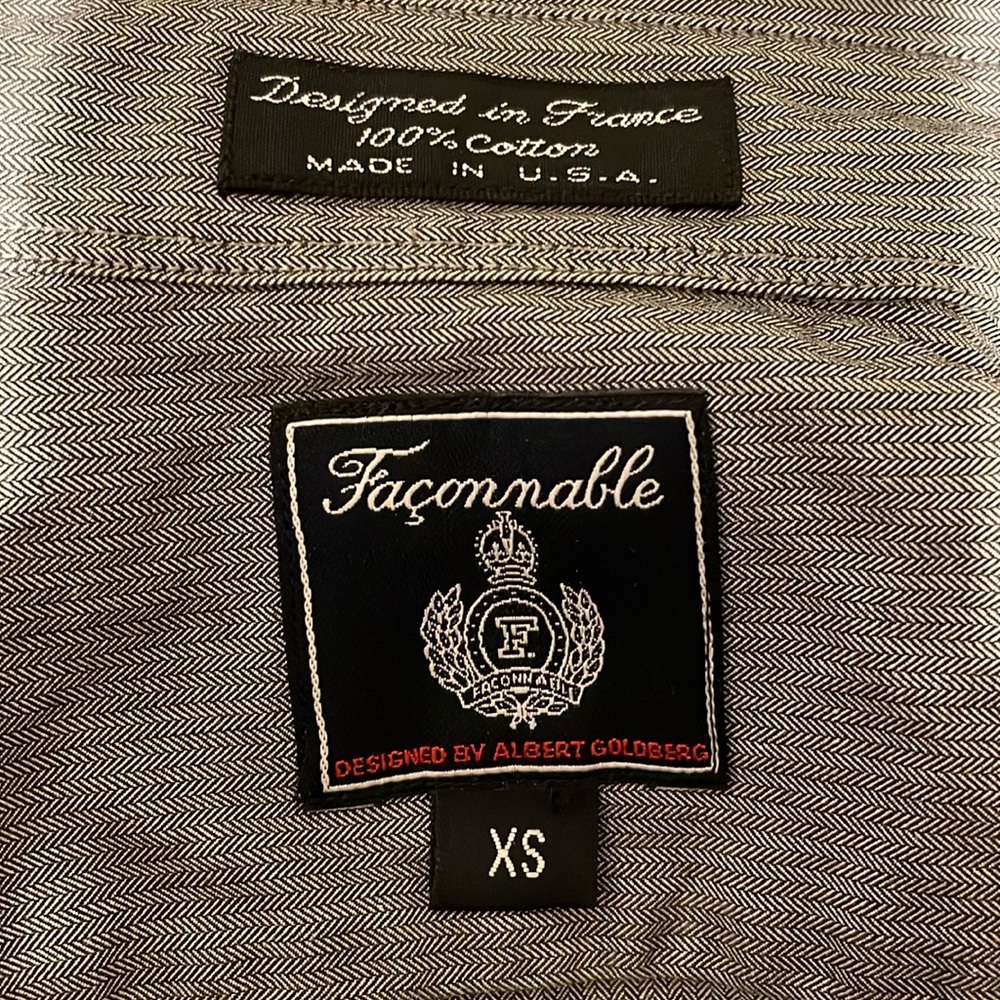 Designed in France
100% Cotton
MADE IN U.S.A.
Façonnable
F.
FAÇONNABLE
DESIGNED BY ALBERT GOLDBERG
XS